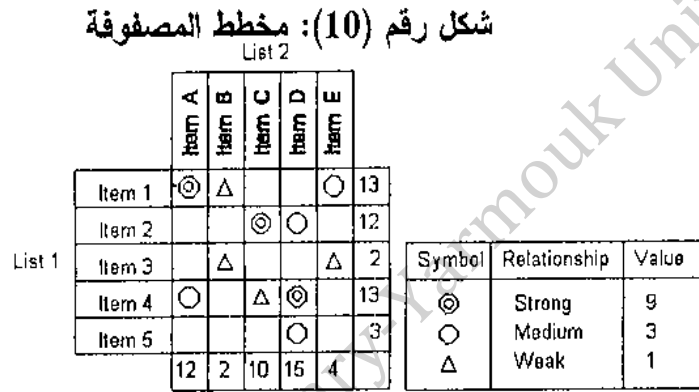 شكل رقم (10): مخطط المصفوفة
List 2
Item A Item B Item C Item D Item E
Item 1 ◎ △ ○ 13
Item 2 ◎ ○ 12
List 1
Item 3 △ △ 2
Item 4 ○ △ ◎ 13
Item 5 ○ 3
12 2 10 15 4
Symbol Relationship Value
◎ Strong 9
○ Medium 3
△ Weak 1
Yarmouk